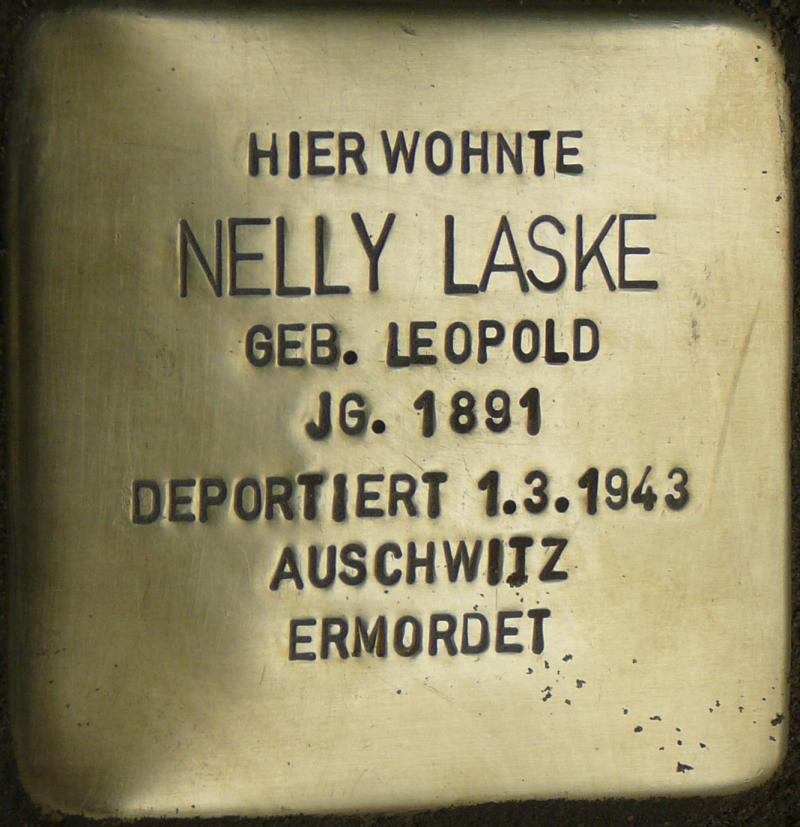 HIER WOHNTE
NELLY LASKE
GEB. LEOPOLD
JG. 1891
DEPORTIERT 1.3.1943
AUSCHWITZ
ERMORDET